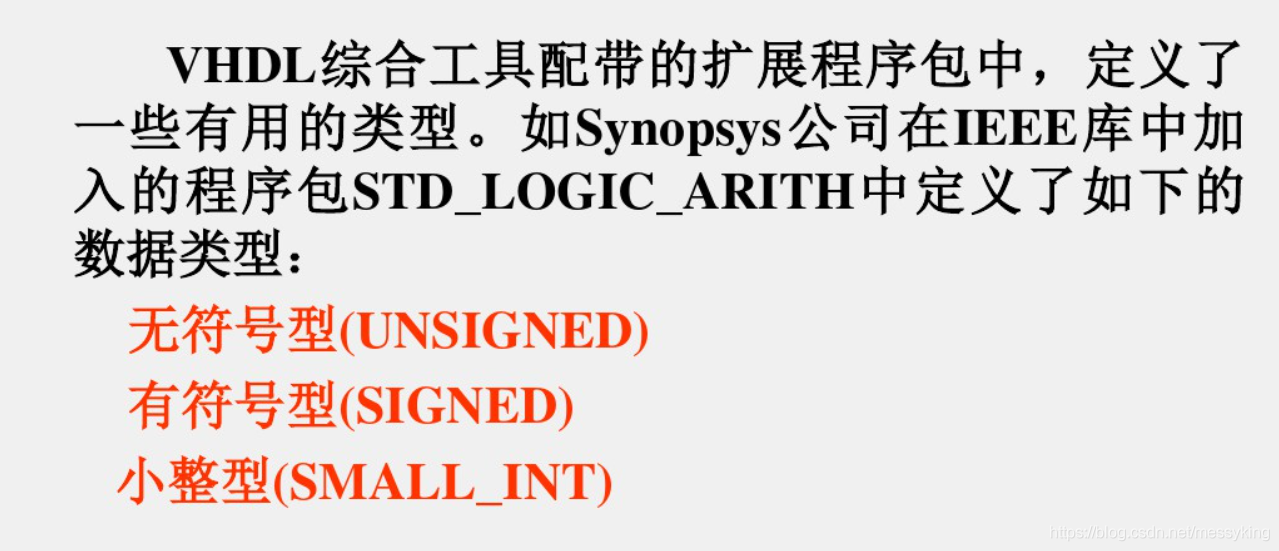 VHDL综合工具配带的扩展程序包中，定义了
一些有用的类型。如Synopsys公司在IEEE库中加
入的程序包STD_LOGIC_ARITH中定义了如下的
数据类型：
无符号型(UNSIGNED)
有符号型(SIGNED)
小整型(SMALL_INT)
https://blog.csdn.net/messyking